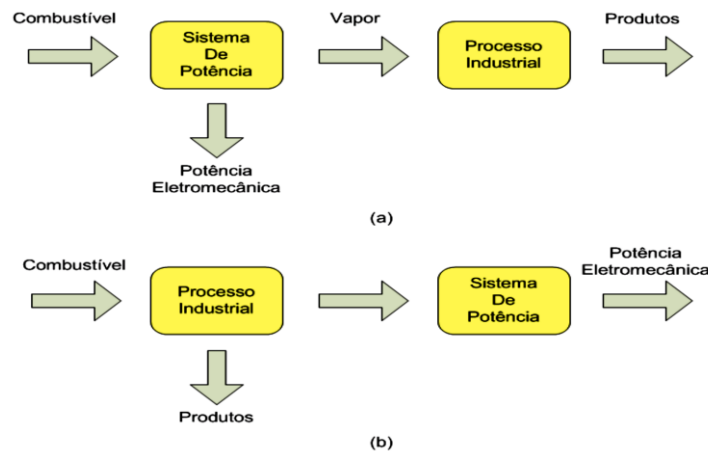 Combustível
Sistema
De
Potência
Vapor
Processo
Industrial
Produtos
Potência
Eletromecânica
(a)
Combustível
Processo
Industrial
Sistema
De
Potência
Potência
Eletromecânica
Produtos
(b)